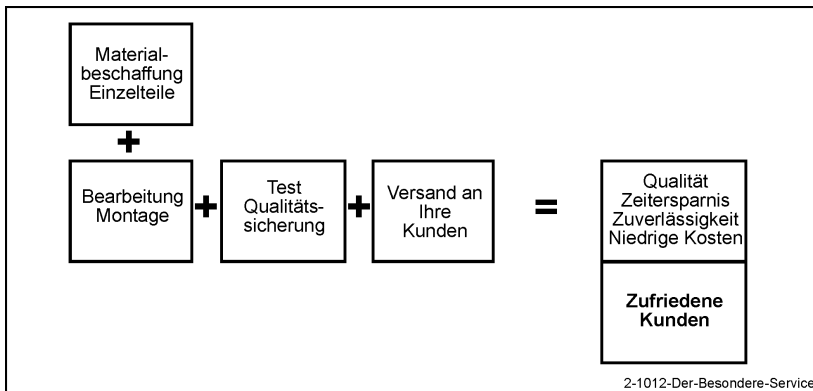 Material-
beschaffung
Einzelteile
+
Bearbeitung
Montage
+
Test
Qualitäts-
sicherung
+
Versand an
Ihre
Kunden
=
Qualität
Zeitersparnis
Zuverlässigkeit
Niedrige Kosten
Zufriedene
Kunden
2-1012-Der-Besondere-Service